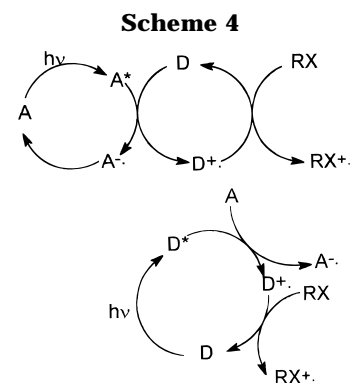 Scheme 4
hν
A*
D
RX
A
A-.
D+.
RX+.
A
D*
A-.
D+.
RX
hν
D
RX+.